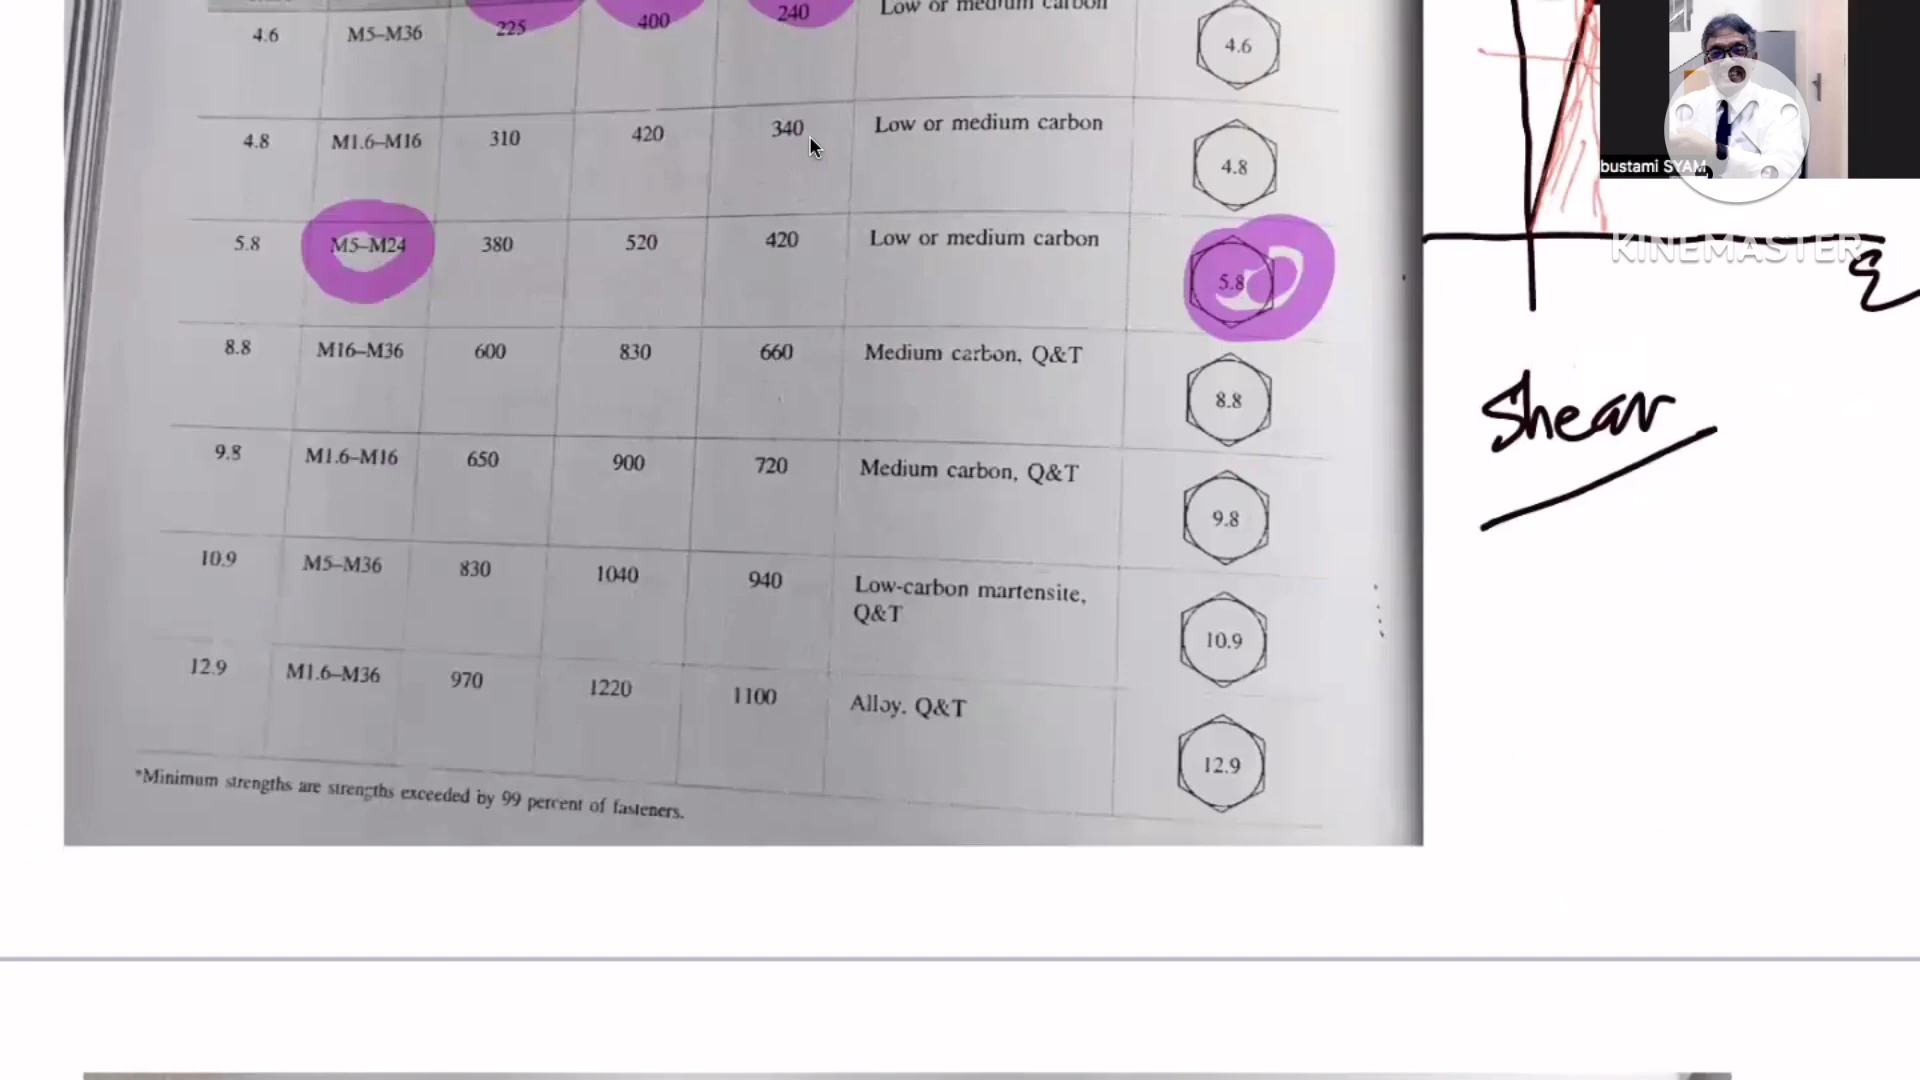 4.6 M5–M36 225 400 240 Low or medium carbon 4.6
4.8 M1.6–M16 310 420 340 Low or medium carbon 4.8
5.8 M5–M24 380 520 420 Low or medium carbon 5.8
8.8 M16–M36 600 830 660 Medium carbon, Q&T 8.8
9.8 M1.6–M16 650 900 720 Medium carbon, Q&T 9.8
10.9 M5–M36 830 1040 940 Low-carbon martensite, Q&T 10.9
12.9 M1.6–M36 970 1220 1100 Alloy, Q&T 12.9
*Minimum strengths are strengths exceeded by 99 percent of fasteners.
bustami SYAM
KINEMASTER
ε
Shear